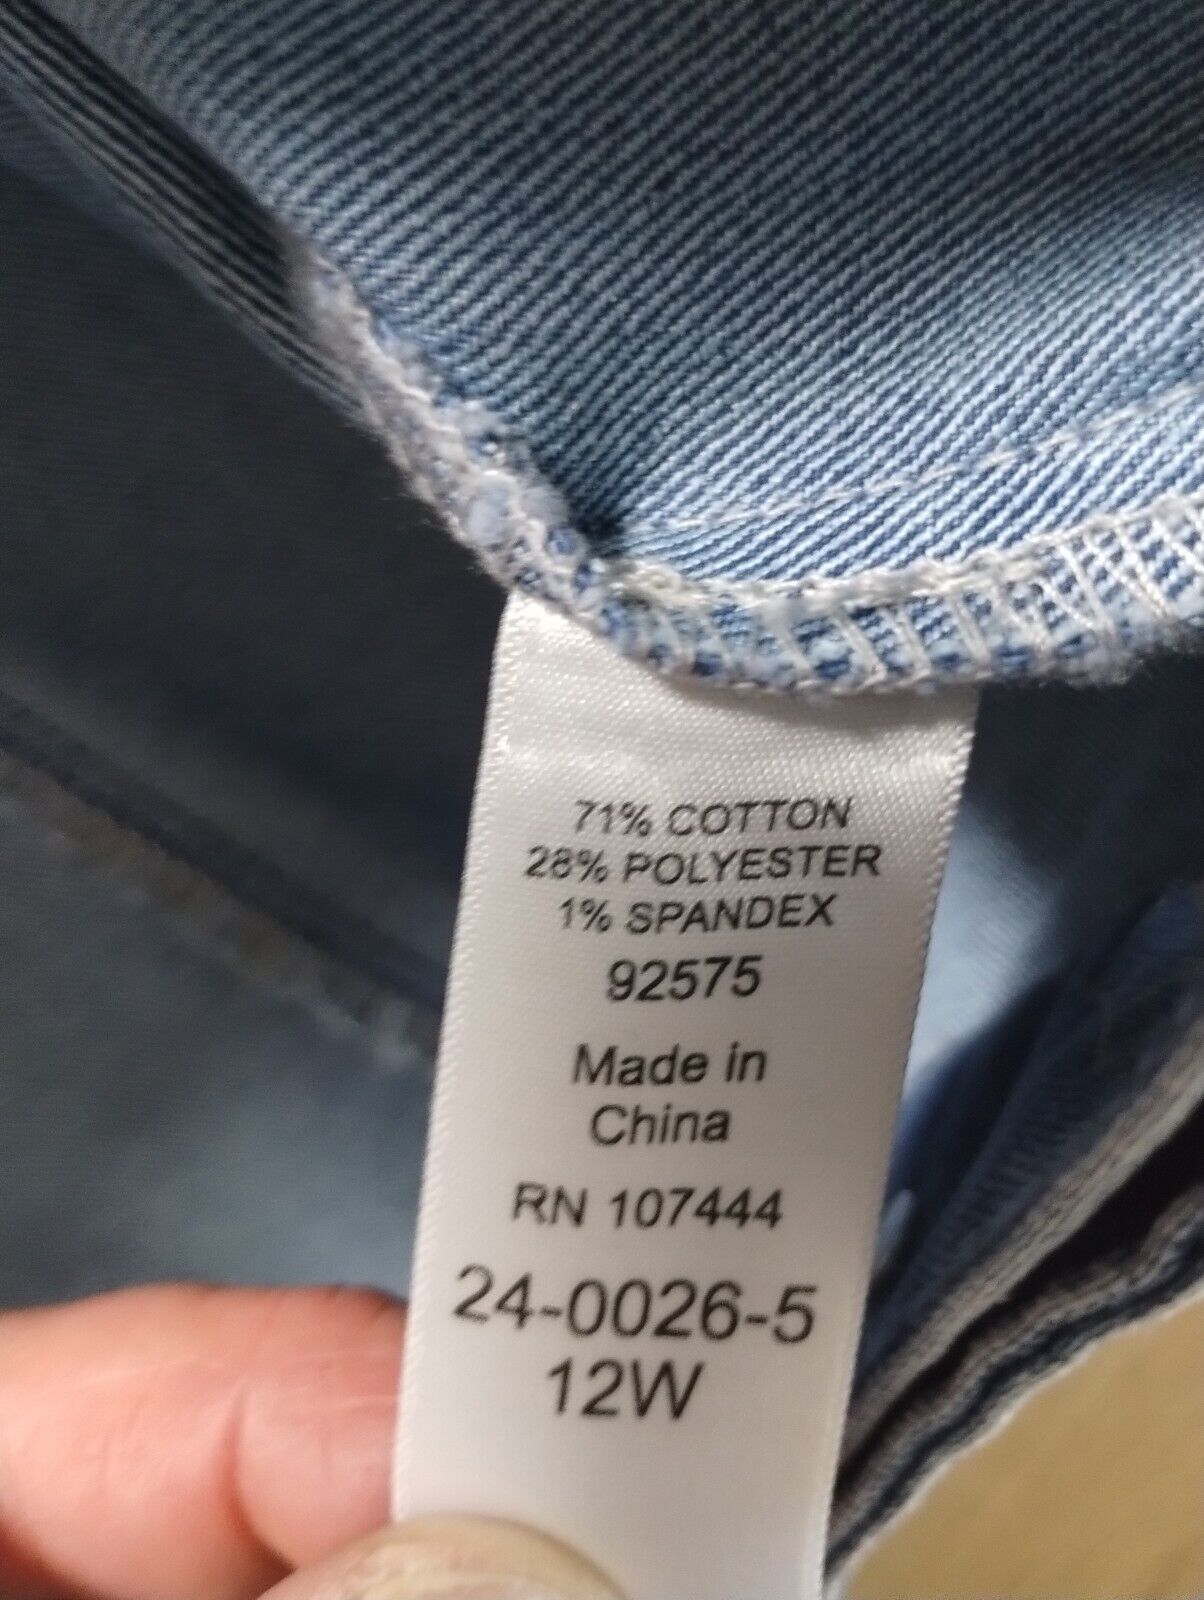 71% COTTON
28% POLYESTER
1% SPANDEX
92575
Made in
China
RN 107444
24-0026-5
12W